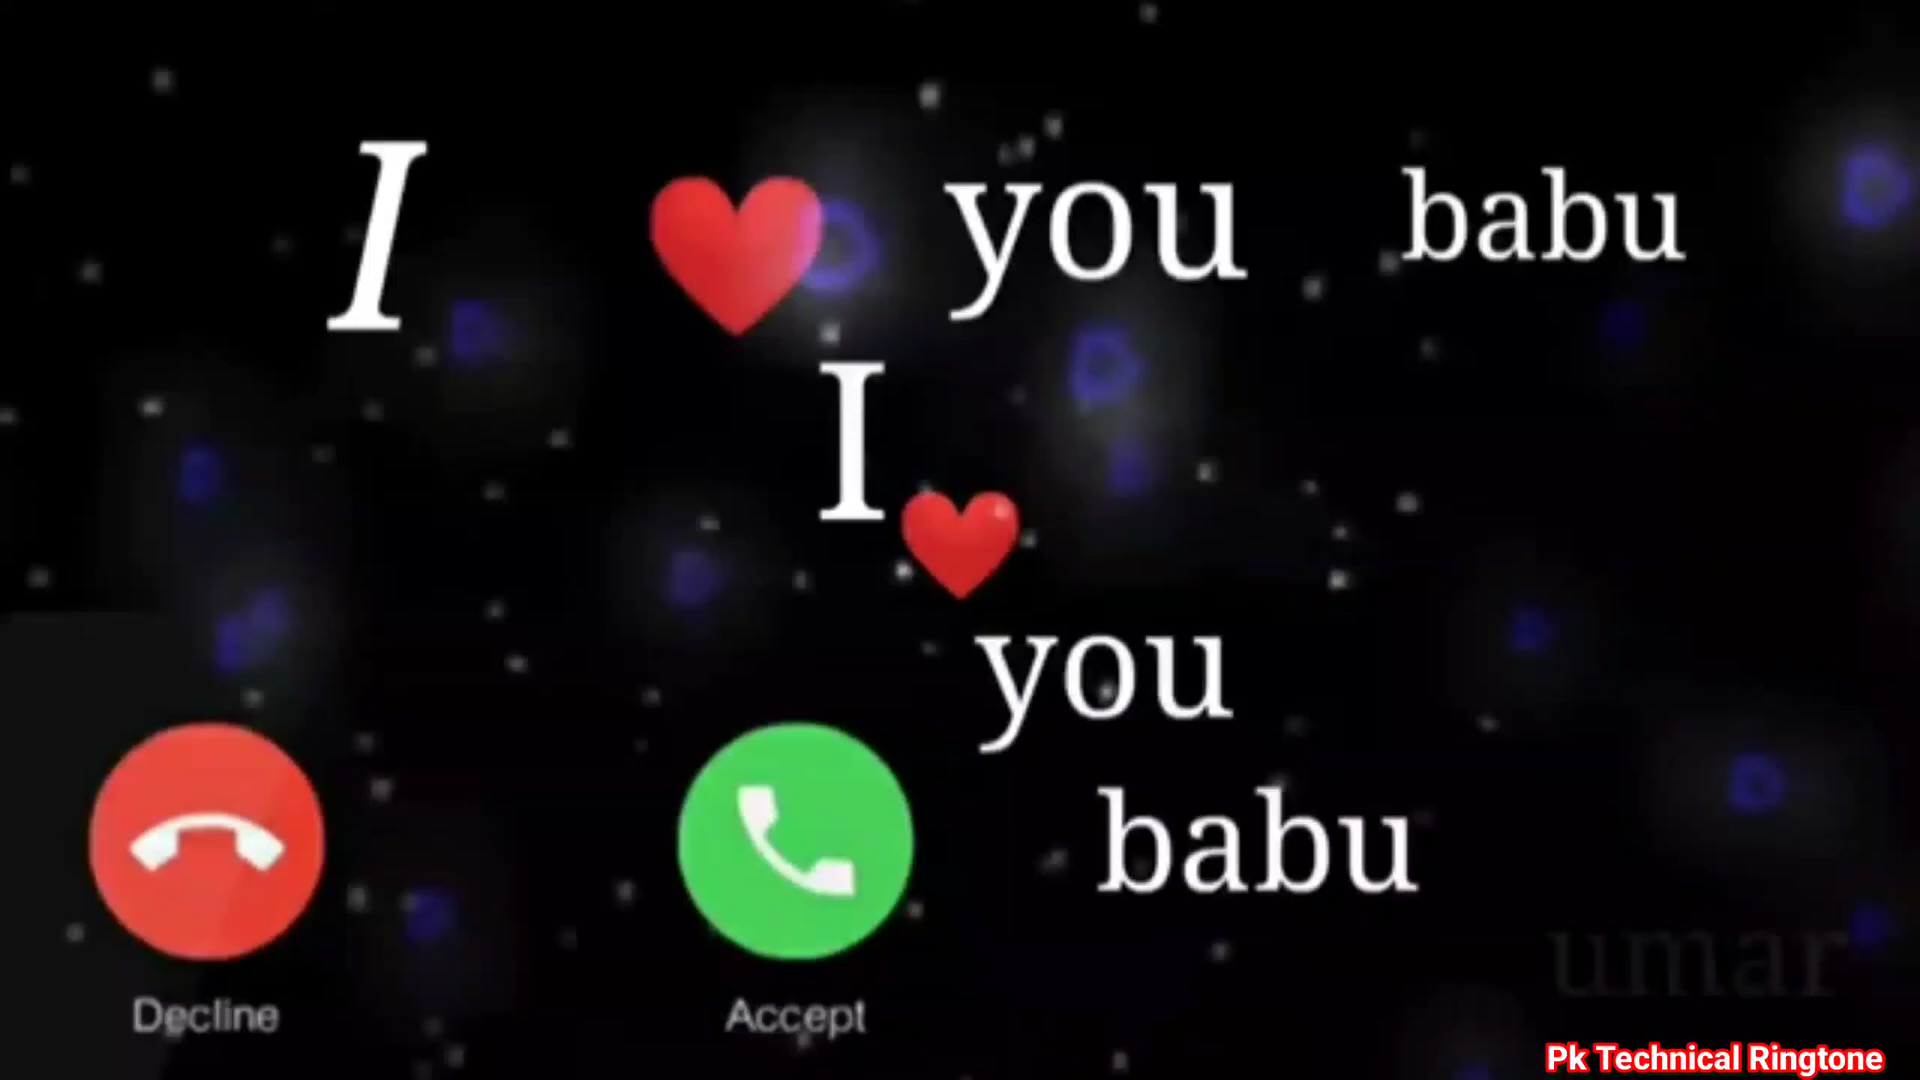 I ❤️ you babu
I
❤️
you
babu
umar
Decline
Accept
Pk Technical Ringtone